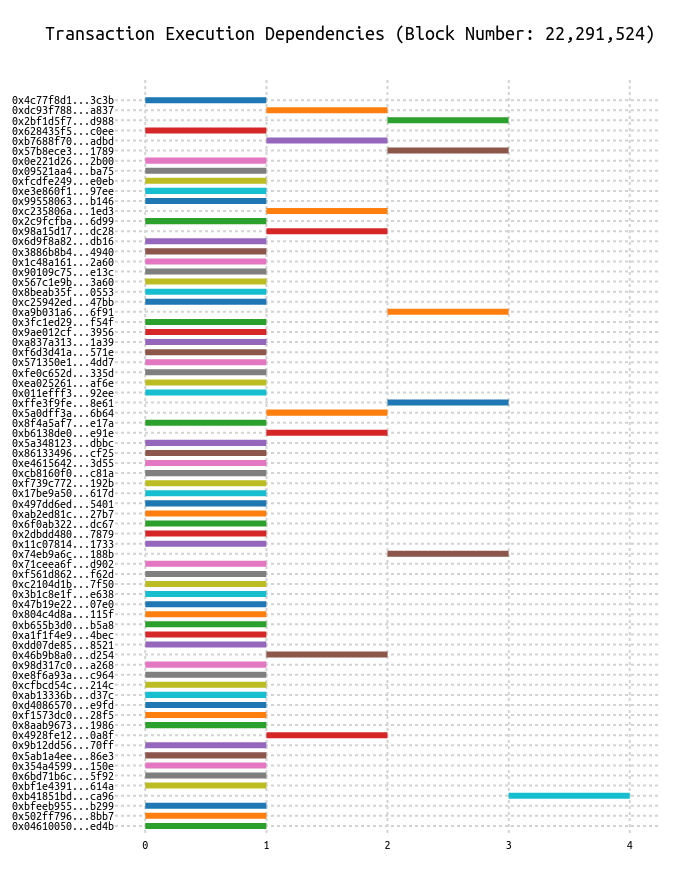 Transaction Execution Dependencies (Block Number: 22,291,524)
0x4c77f8d1...3c3b
0xdc93f788...a837
0x2bf1d5f7...d988
0x628435f5...c0ee
0xb7688f70...adbd
0x57b8ece3...1789
0x0e221d26...2b00
0x09521aa4...ba75
0xfcdfe249...e0eb
0xe3e860f1...97ee
0x99558063...b146
0xc235806a...1ed3
0x2c9fcfba...6d99
0x98a15d17...dc28
0x6d9f8a82...db16
0x3886b8b4...4940
0x1c48a161...2a60
0x90109c75...e13c
0x567c1e9b...3a60
0x8beab35f...0553
0xc25942ed...47bb
0xa9b031a6...6f91
0x3fc1ed29...f54f
0x9ae012cf...3956
0xa837a313...1a39
0xf6d3d41a...571e
0x571350e1...4dd7
0xfe0c652d...335d
0xea025261...af6e
0x011efff3...92ee
0xffe3f9fe...8e61
0x5a0dff3a...6b64
0x8f4a5af7...e17a
0xb6138de0...e91e
0x5a348123...dbbc
0x86133496...cf25
0xe4615642...3d55
0xcb8160f0...c81a
0xf739c772...192b
0x17be9a50...617d
0x497dd6ed...5401
0xab2ed81c...27b7
0x6f0ab322...dc67
0x2dbdd480...7879
0x11c07814...1733
0x74eb9a6c...188b
0x71ceea6f...d902
0xf561d862...f62d
0xc2104d1b...7f50
0x3b1c8e1f...e638
0x47b19e22...07e0
0x804c4d8a...115f
0xb655b3d0...b5a8
0xa1f1f4e9...4bec
0xdd07de85...8521
0x46b9b8a0...d254
0x98d317c0...a268
0xe8f6a93a...c964
0xcfbcd54c...214c
0xab13336b...d37c
0xd4086570...e9fd
0xf1573dc0...28f5
0x8aab9673...1986
0x4928fe12...0a8f
0x9b12dd56...70ff
0x5ab1a4ee...86e3
0x354a4599...150e
0x6bd71b6c...5f92
0xbf1e4391...614a
0xb41851bd...ca96
0xbfeeb955...b299
0x502ff796...8bb7
0x04610050...ed4b
0 1 2 3 4